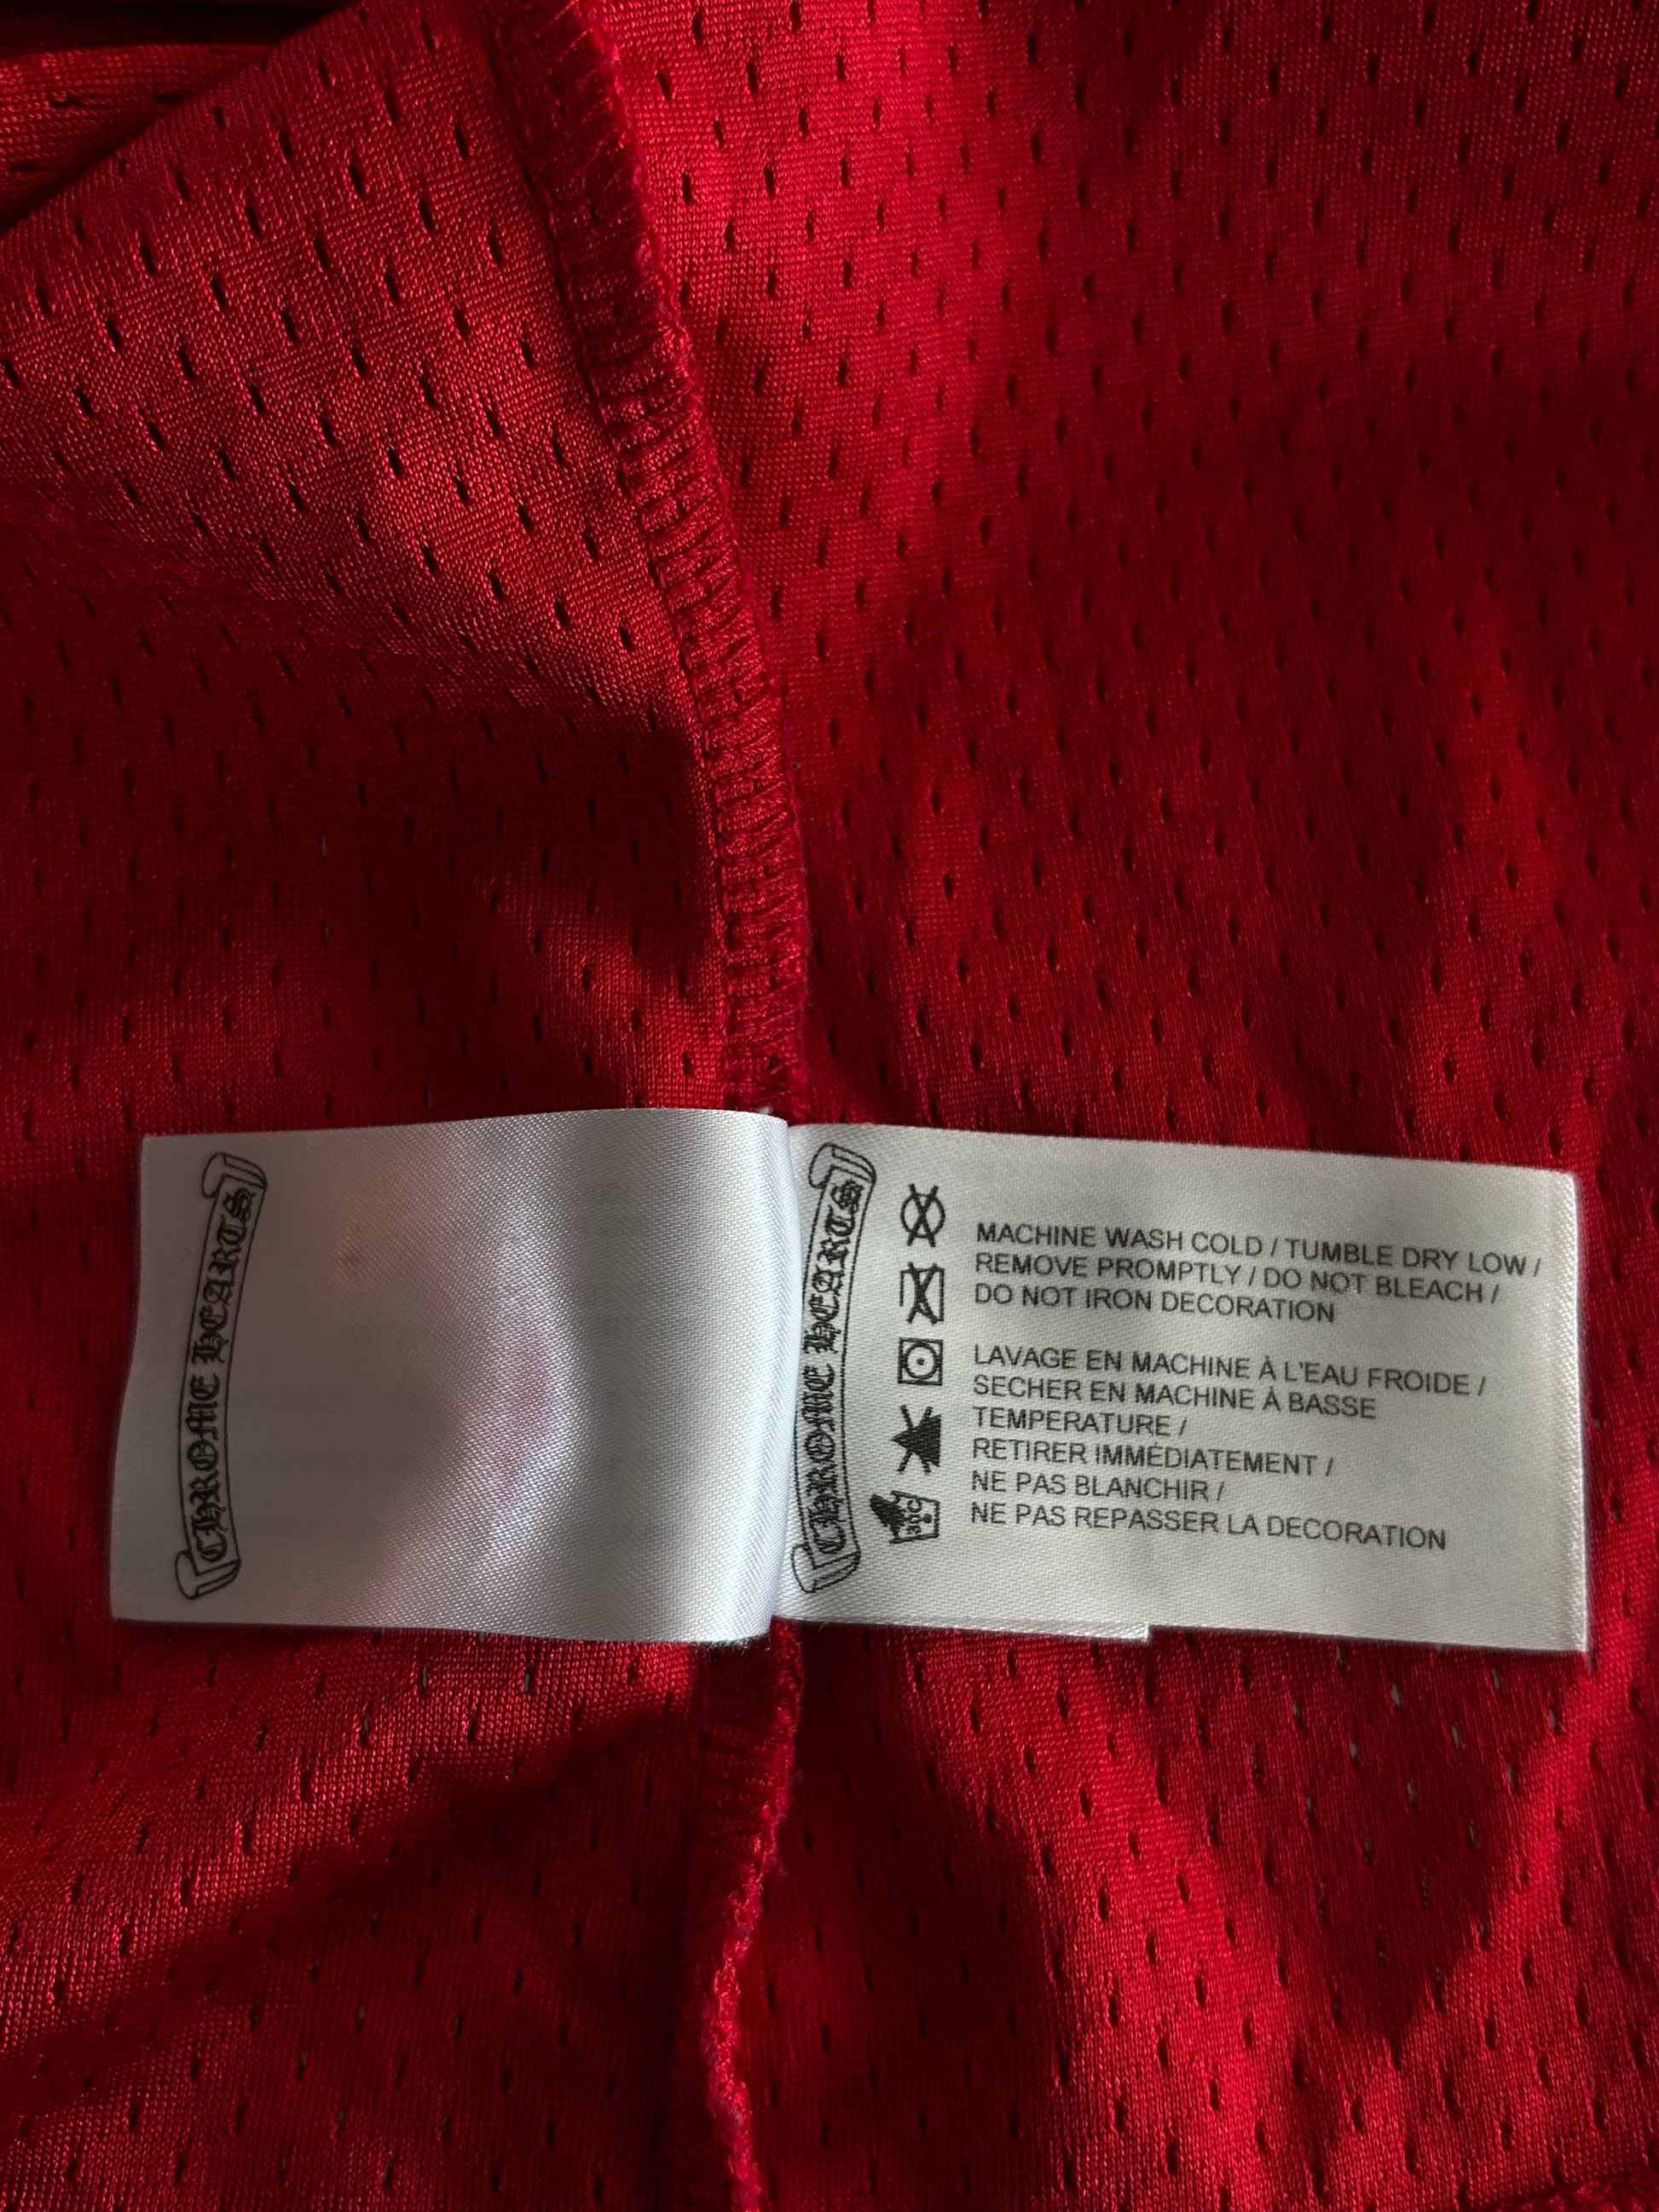 CHROME HEARTS
CHROME HEARTS
MACHINE WASH COLD / TUMBLE DRY LOW /
REMOVE PROMPTLY / DO NOT BLEACH /
DO NOT IRON DECORATION
LAVAGE EN MACHINE À L'EAU FROIDE /
SECHER EN MACHINE À BASSE
TEMPERATURE /
RETIRER IMMÉDIATEMENT /
NE PAS BLANCHIR /
NE PAS REPASSER LA DECORATION
30C